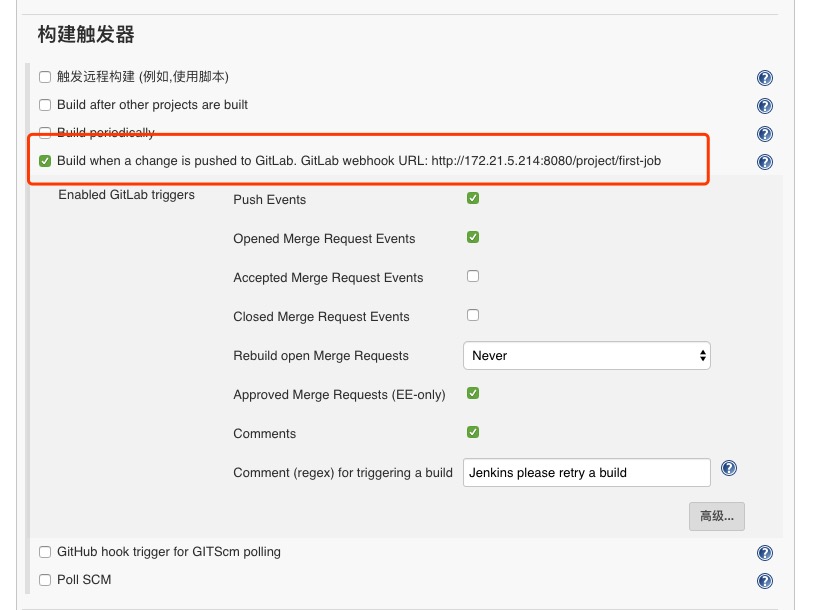 构建触发器
触发远程构建 (例如,使用脚本)
Build after other projects are built
Build periodically
Build when a change is pushed to GitLab. GitLab webhook URL: http://172.21.5.214:8080/project/first-job
Enabled GitLab triggers
Push Events
Opened Merge Request Events
Accepted Merge Request Events
Closed Merge Request Events
Rebuild open Merge Requests Never
Approved Merge Requests (EE-only)
Comments
Comment (regex) for triggering a build Jenkins please retry a build
高级...
GitHub hook trigger for GITScm polling
Poll SCM